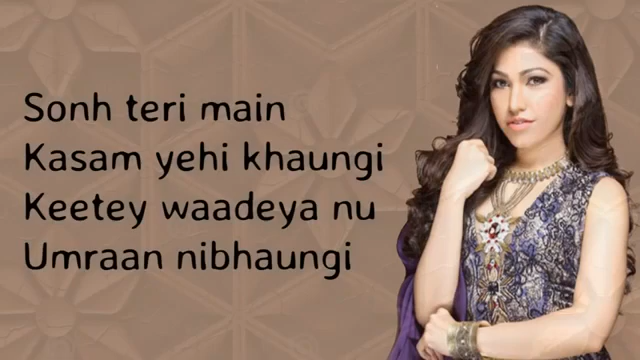 Sonh teri main
Kasam yehi khaungi
Keetey waadeya nu
Umraan nibhaungi